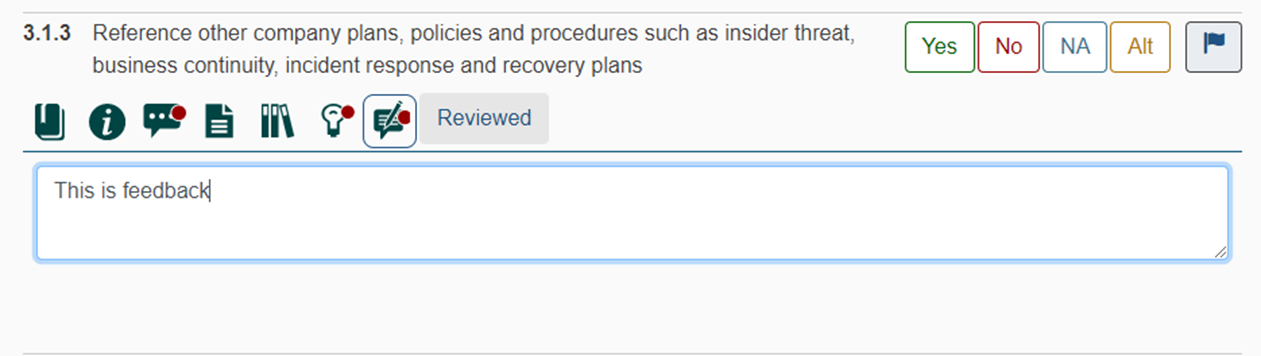 3.1.3 Reference other company plans, policies and procedures such as insider threat,
business continuity, incident response and recovery plans
Yes No NA Alt
Reviewed
This is feedback